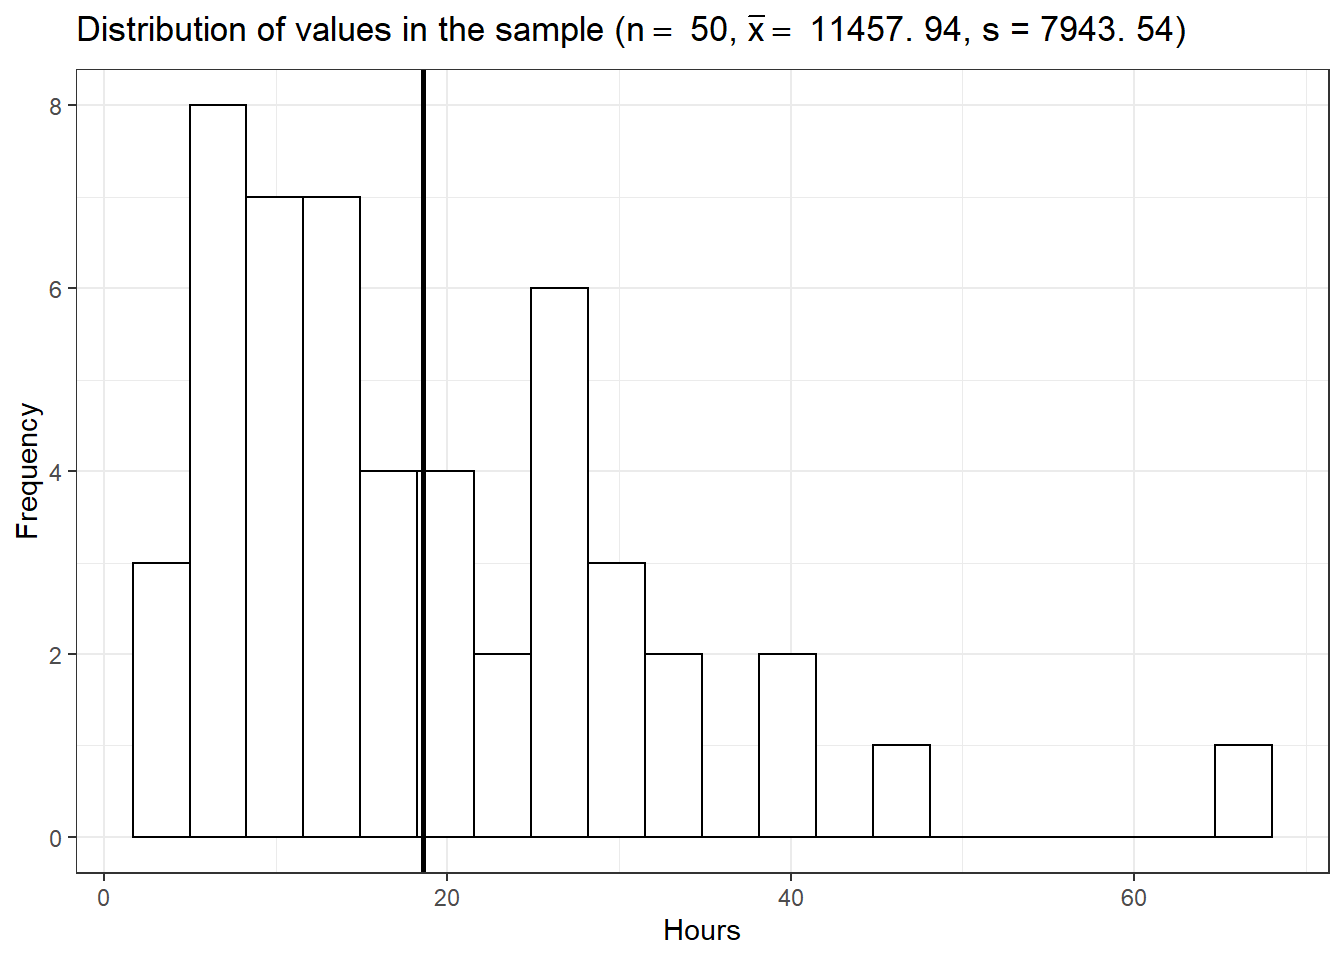 Distribution of values in the sample (n = 50, x̅ = 11457. 94, s = 7943. 54)
8
6
4
2
0
Frequency
0 20 40 60
Hours